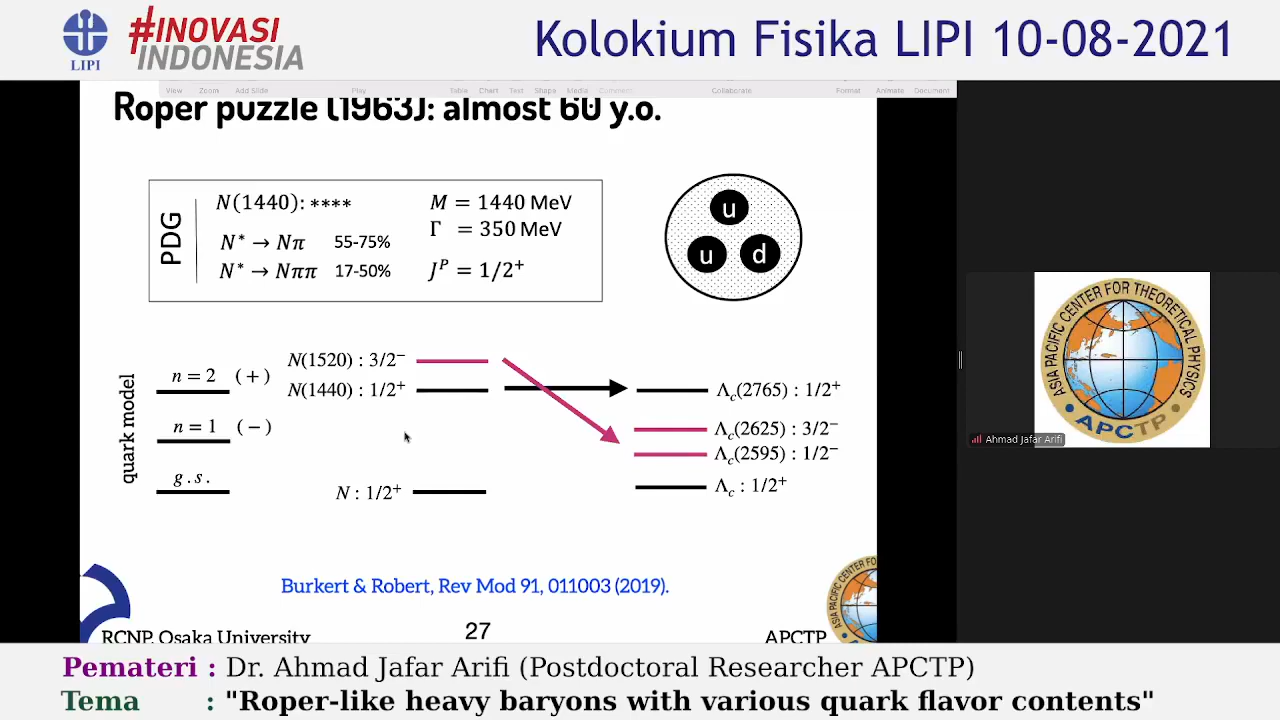 LIPI
#INOVASI
INDONESIA
Kolokium Fisika LIPI 10-08-2021
View Zoom Add Slide Play Table Chart Text Shape Media Comment Collaborate Format Animate Document
Roper puzzle (1963): almost 60 y.o.
PDG
N(1440): ****
N* → Nπ 55-75%
N* → Nππ 17-50%
M = 1440 MeV
Γ = 350 MeV
J^P = 1/2⁺
u
u d
quark model
n = 2 (+)
n = 1 (−)
g.s.
N(1520) : 3/2⁻
N(1440) : 1/2⁺
N : 1/2⁺
Λc(2765) : 1/2⁺
Λc(2625) : 3/2⁻
Λc(2595) : 1/2⁻
Λc : 1/2⁺
Burkert & Robert, Rev Mod 91, 011003 (2019).
RCNP, Osaka University
27
APCTP
ASIA PACIFIC CENTER FOR THEORETICAL PHYSICS
APCTP
Ahmad Jafar Arifi
Pemateri : Dr. Ahmad Jafar Arifi (Postdoctoral Researcher APCTP)
Tema : "Roper-like heavy baryons with various quark flavor contents"